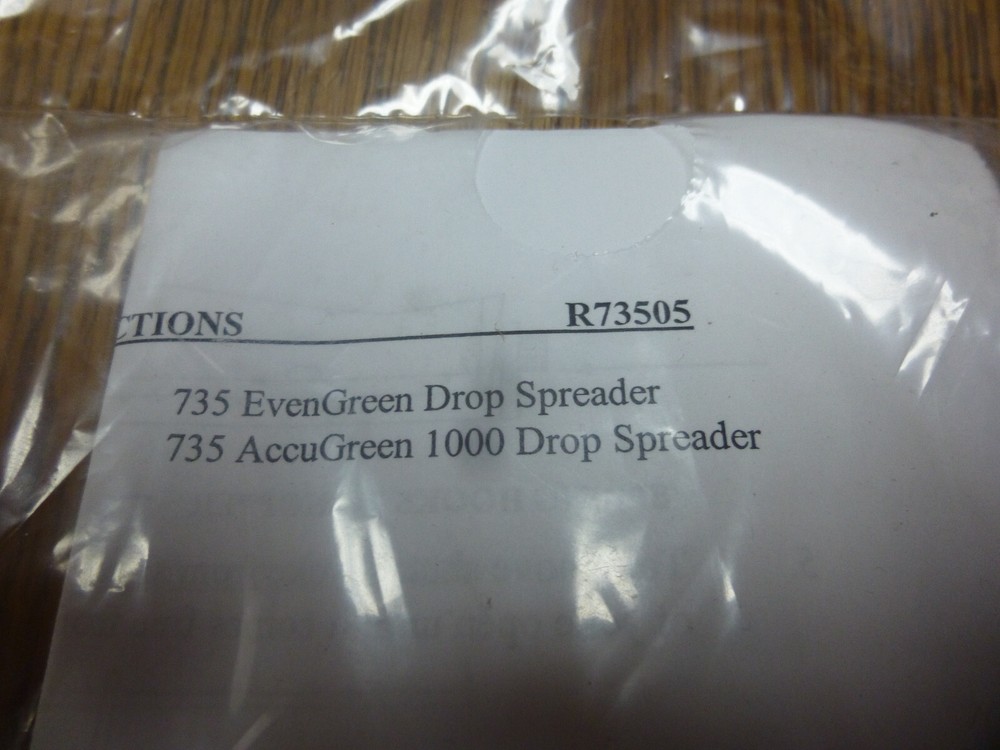 CTIONS R73505
735 EvenGreen Drop Spreader
735 AccuGreen 1000 Drop Spreader